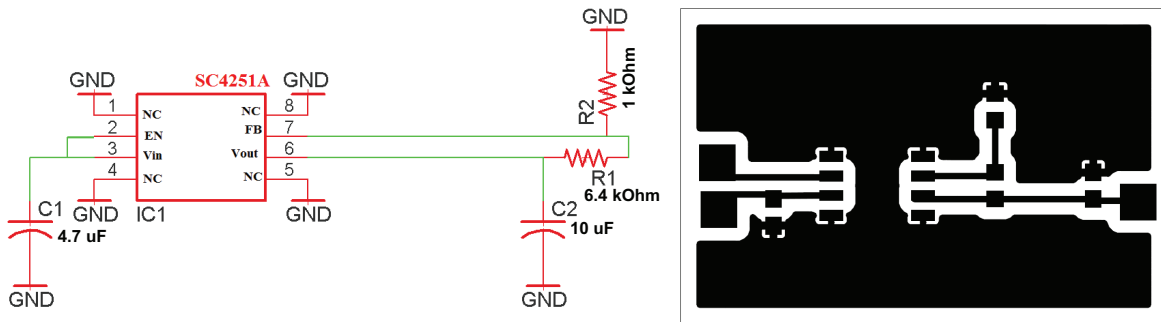 GND
SC4251A
GND
GND
1
NC
NC
8
2
EN
FB
7
3
Vin
Vout
6
4
NC
NC
5
GND
IC1
GND
R2
1 kOhm
R1
6.4 kOhm
C1
4.7 uF
C2
10 uF
GND
GND